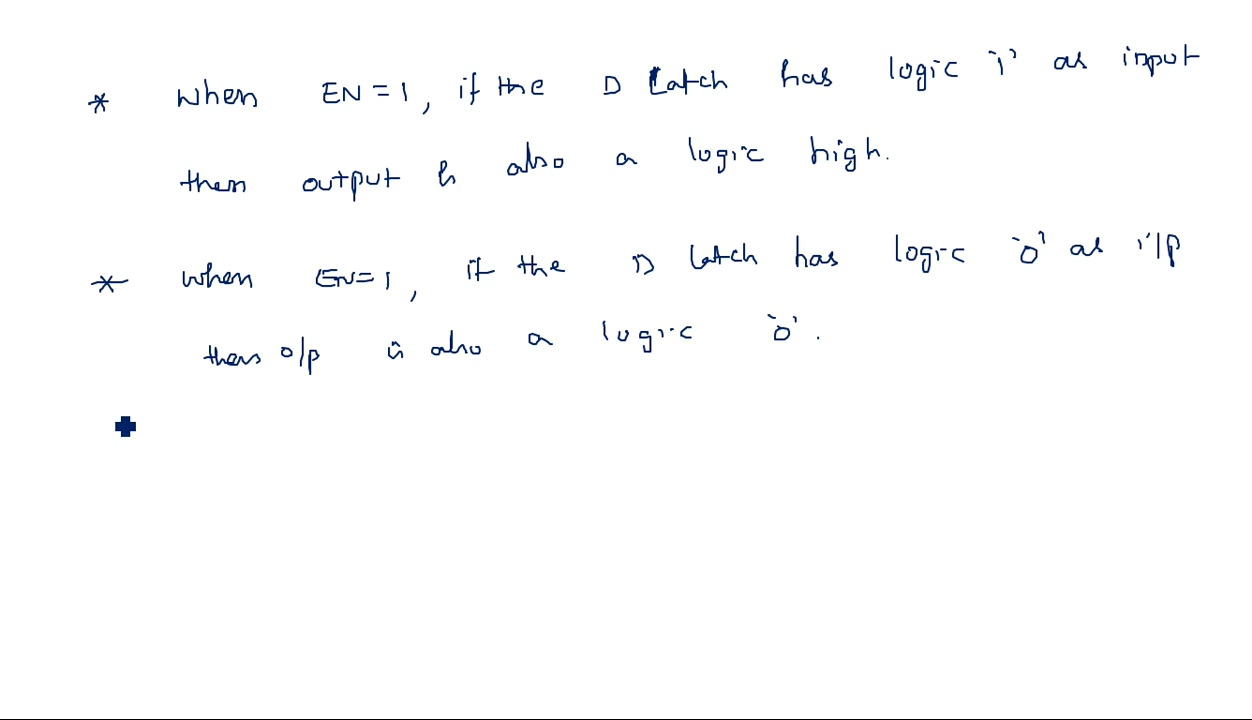 * When EN = 1, if the D Latch has logic '1' as input
then output is also a logic high.
* When EN=1, if the D latch has logic '0' as i/p
then o/p is also a logic '0'.